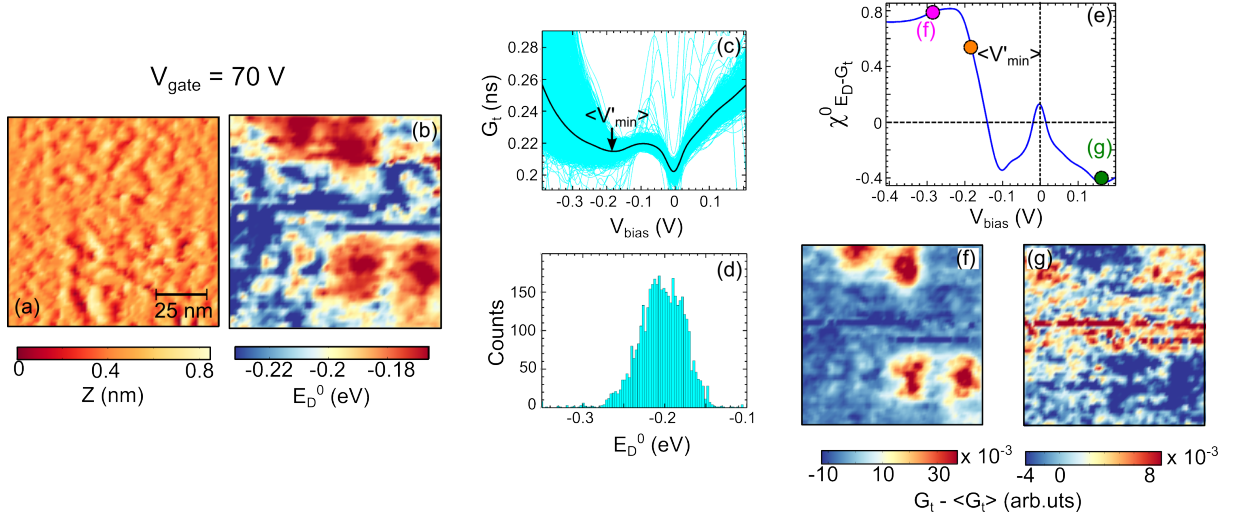 V_gate = 70 V
(a)
25 nm
0 0.4 0.8
Z (nm)
(b)
-0.22 -0.2 -0.18
E_D^0 (eV)
(c)
<V'_min>
G_t (ns)
0.28
0.26
0.24
0.22
0.2
-0.3 -0.2 -0.1 0 0.1
V_bias (V)
(d)
Counts
150
100
50
0
-0.3 -0.2 -0.1
E_D^0 (eV)
(e)
(f)
<V'_min>
(g)
χ^0_{E_D-G_t}
0.8
0.4
0
-0.4
-0.4 -0.3 -0.2 -0.1 0 0.1
V_bias (V)
(f)
(g)
-10 10 30 x 10^-3
-4 0 8 x 10^-3
G_t - <G_t> (arb.uts)